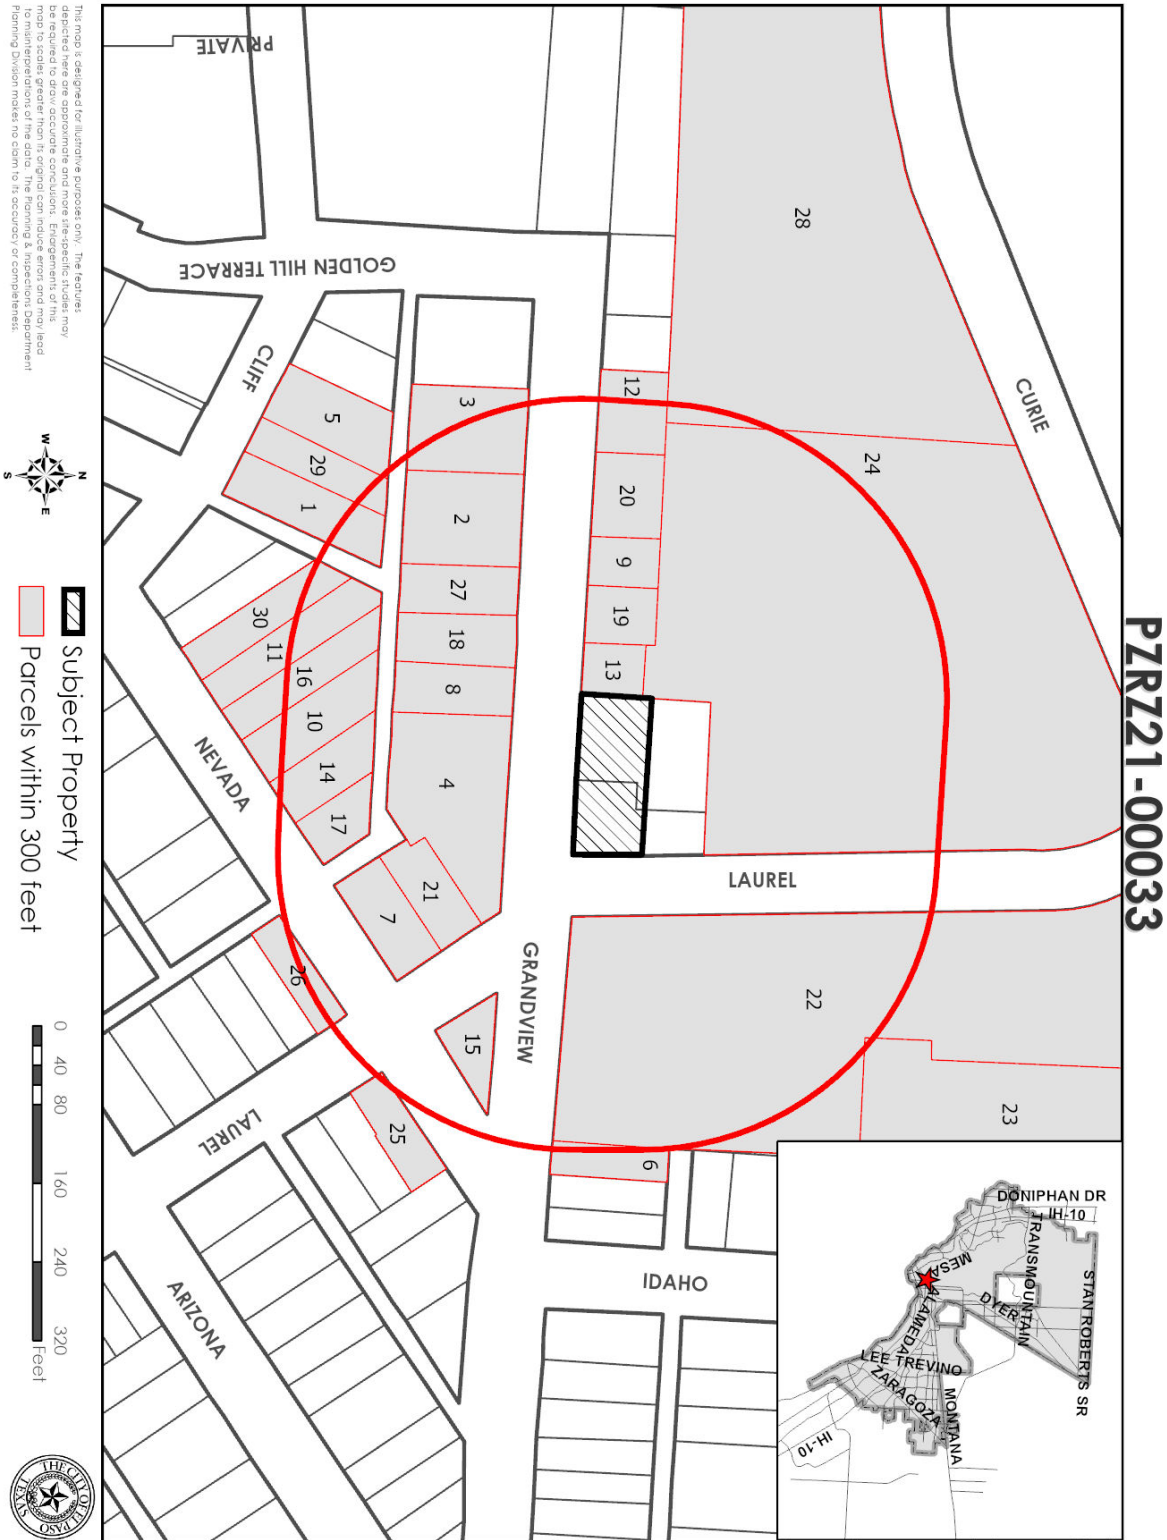 PZRZ21-00033
PRIVATE
GOLDEN HILL TERRACE
CLIFF
CURIE
NEVADA
LAUREL
GRANDVIEW
LAUREL
IDAHO
ARIZONA
28
24
12
3
5
29
1
20
2
9
27
19
18
13
8
30
11
16
10
14
17
4
21
7
26
22
15
23
25
6
DONIPHAN DR
IH-10
TRANSMOUNTAIN
STAN ROBERTS SR
MESA
DYER
ALAMEDA
LEE TREVINO
ZARAGOZA
MONTANA
IH-10
This map is designed for illustrative purposes only. The features
depicted here are approximate and more site-specific studies may
be required to draw accurate conclusions. Enlargements of this
map to scales greater than its original can induce errors and may lead
to misinterpretations of the data. The Planning & Inspections Department
Planning Division makes no claim to its accuracy or completeness.
N
W
E
S
Subject Property
Parcels within 300 feet
0 40 80 160 240 320
Feet
THE CITY OF EL PASO
TEXAS